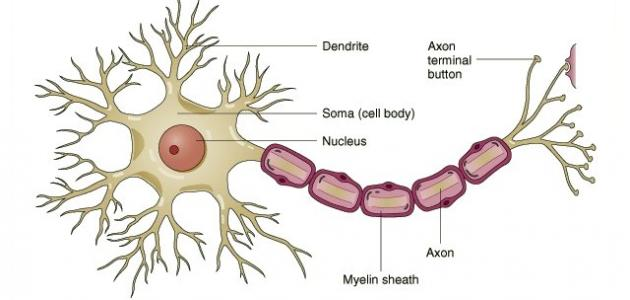 Dendrite
Axon
terminal
button
Soma (cell body)
Nucleus
Axon
Myelin sheath